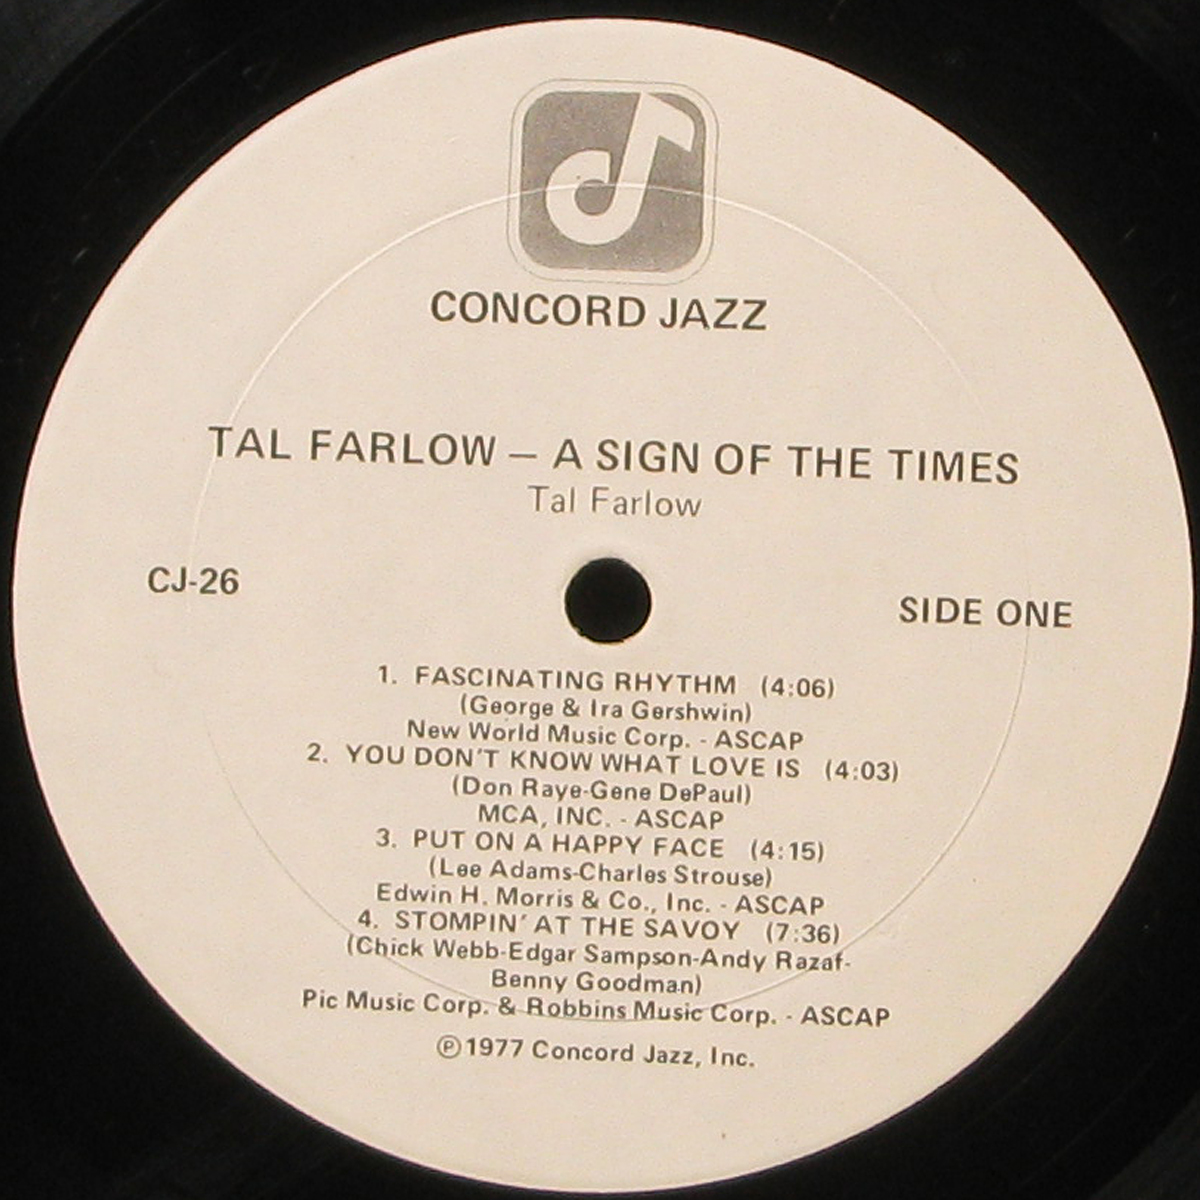 CONCORD JAZZ
TAL FARLOW – A SIGN OF THE TIMES
Tal Farlow
CJ-26
SIDE ONE
1. FASCINATING RHYTHM (4:06)
(George & Ira Gershwin)
New World Music Corp. - ASCAP
2. YOU DON'T KNOW WHAT LOVE IS (4:03)
(Don Raye-Gene DePaul)
MCA, INC. - ASCAP
3. PUT ON A HAPPY FACE (4:15)
(Lee Adams-Charles Strouse)
Edwin H. Morris & Co., Inc. - ASCAP
4. STOMPIN' AT THE SAVOY (7:36)
(Chick Webb-Edgar Sampson-Andy Razaf-
Benny Goodman)
Pic Music Corp. & Robbins Music Corp. - ASCAP
℗1977 Concord Jazz, Inc.